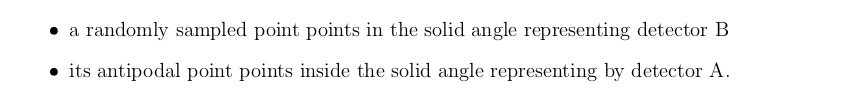 • a randomly sampled point points in the solid angle representing detector B
• its antipodal point points inside the solid angle representing by detector A.